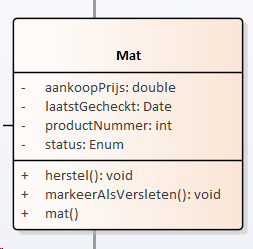 Mat
- aankoopPrijs: double
- laatstGecheckt: Date
- productNummer: int
- status: Enum
+ herstel(): void
+ markeerAlsVersleten(): void
+ mat()